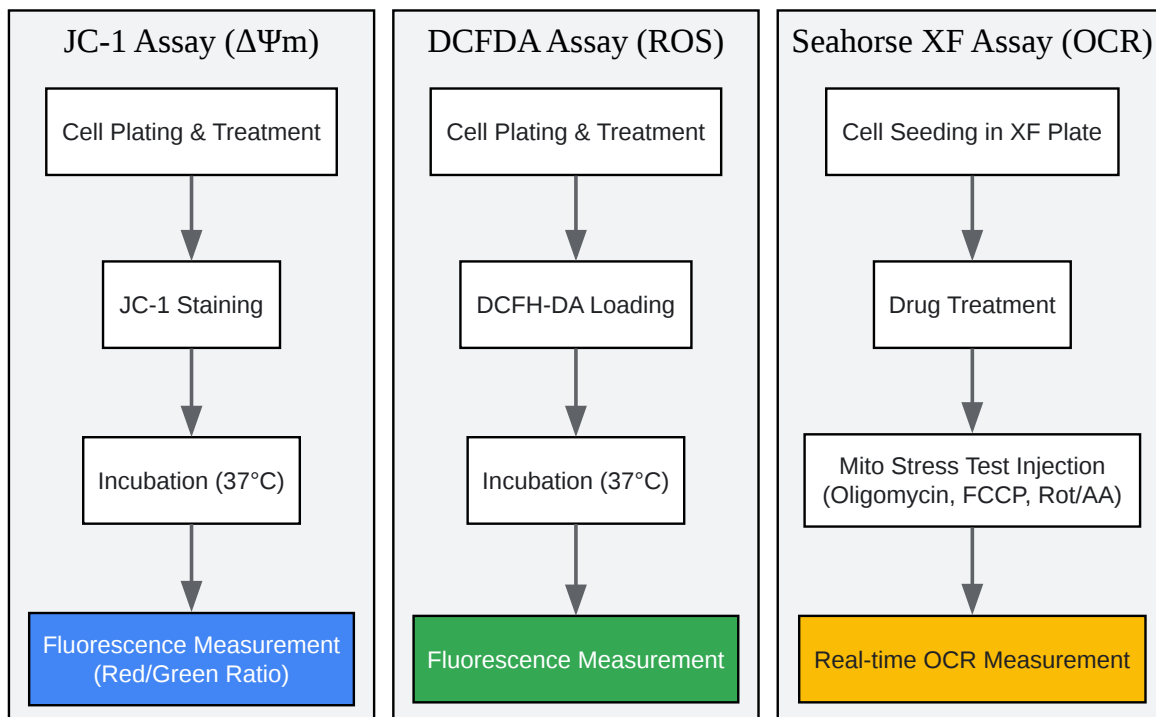 JC-1 Assay (ΔΨm)
Cell Plating & Treatment
JC-1 Staining
Incubation (37°C)
Fluorescence Measurement
(Red/Green Ratio)
DCFDA Assay (ROS)
Cell Plating & Treatment
DCFH-DA Loading
Incubation (37°C)
Fluorescence Measurement
Seahorse XF Assay (OCR)
Cell Seeding in XF Plate
Drug Treatment
Mito Stress Test Injection
(Oligomycin, FCCP, Rot/AA)
Real-time OCR Measurement